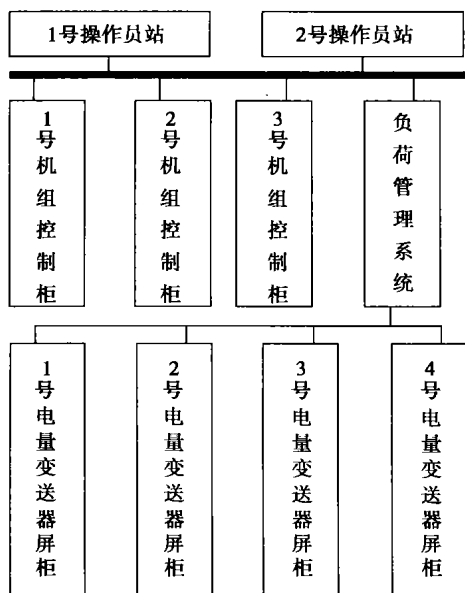 1号操作员站
2号操作员站
1号机组控制柜
2号机组控制柜
3号机组控制柜
负荷管理系统
1号电量变送器屏柜
2号电量变送器屏柜
3号电量变送器屏柜
4号电量变送器屏柜